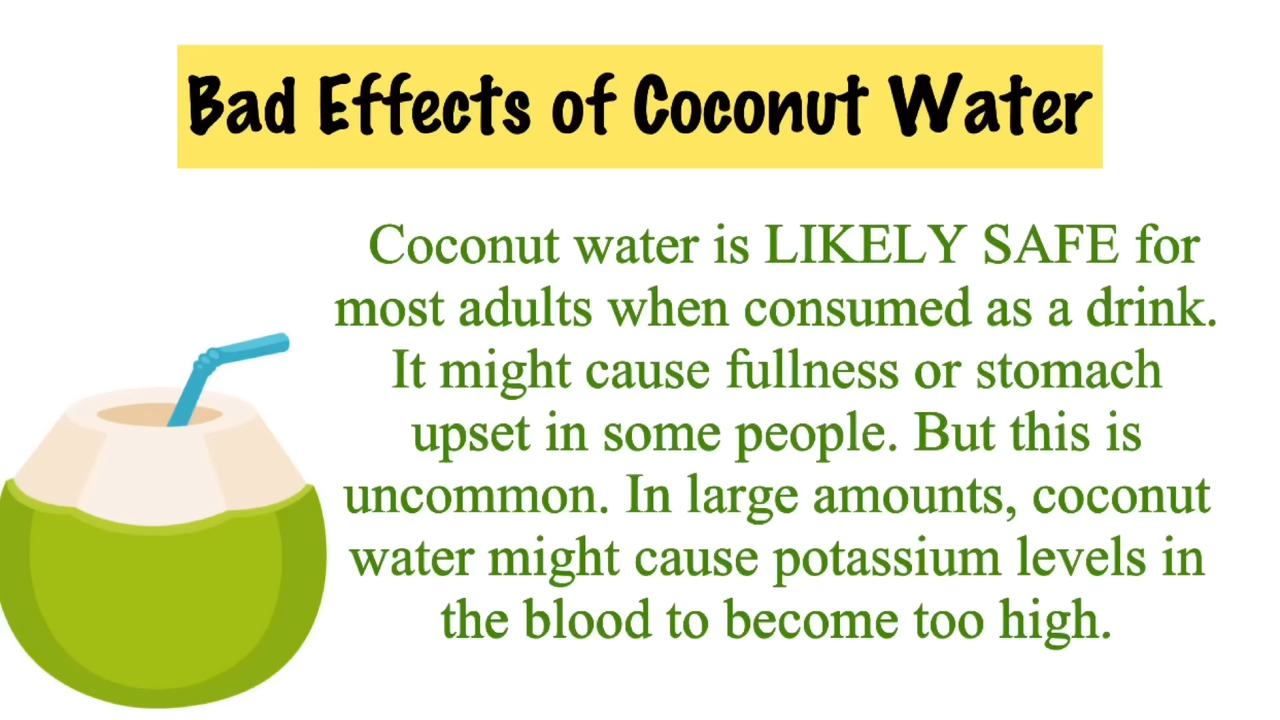 Bad Effects of Coconut Water
Coconut water is LIKELY SAFE for
most adults when consumed as a drink.
It might cause fullness or stomach
upset in some people. But this is
uncommon. In large amounts, coconut
water might cause potassium levels in
the blood to become too high.